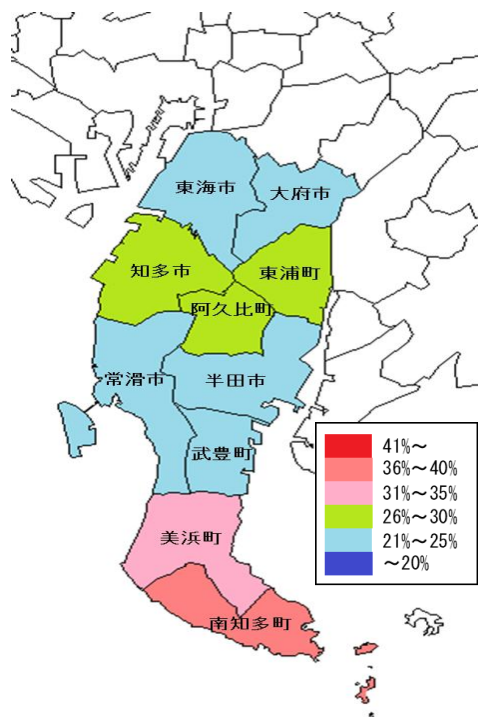 東海市
大府市
知多市
東浦町
阿久比町
常滑市
半田市
武豊町
美浜町
南知多町
41%～
36%～40%
31%～35%
26%～30%
21%～25%
～20%